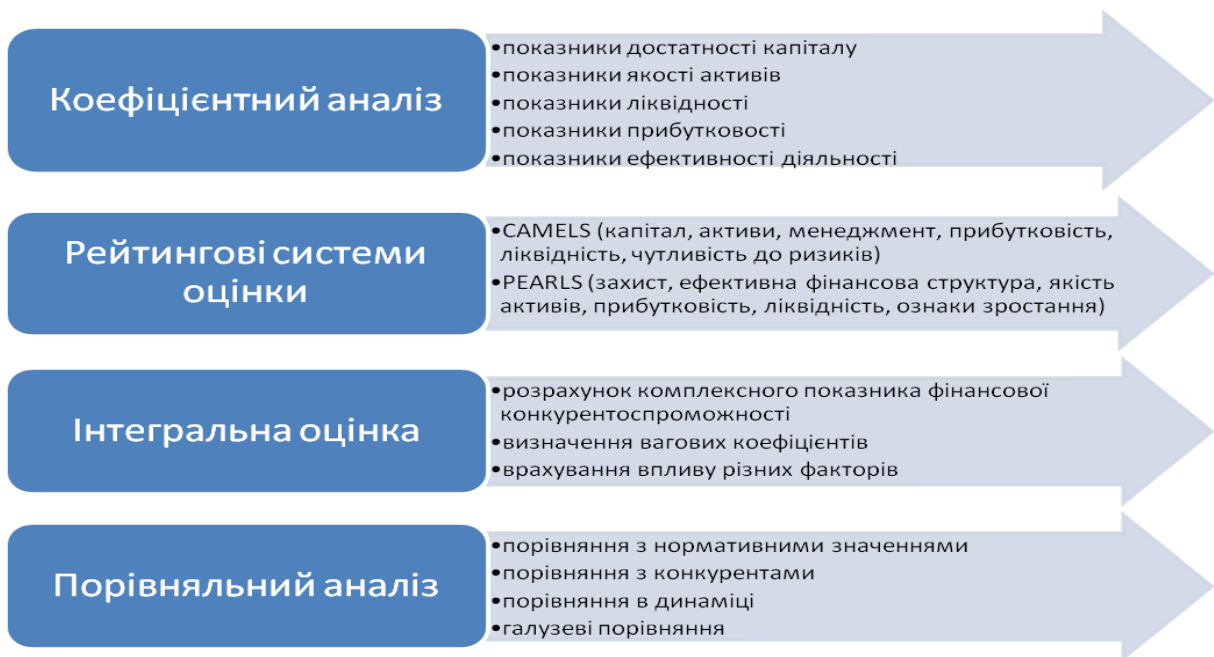 Коефіцієнтний аналіз
•показники достатності капіталу
•показники якості активів
•показники ліквідності
•показники прибутковості
•показники ефективності діяльності
Рейтингові системи
оцінки
•CAMELS (капітал, активи, менеджмент, прибутковість,
ліквідність, чутливість до ризиків)
•PEARLS (захист, ефективна фінансова структура, якість
активів, прибутковість, ліквідність, ознаки зростання)
Інтегральна оцінка
•розрахунок комплексного показника фінансової
конкурентоспроможності
•визначення вагових коефіцієнтів
•врахування впливу різних факторів
Порівняльний аналіз
•порівняння з нормативними значеннями
•порівняння з конкурентами
•порівняння в динаміці
•галузеві порівняння